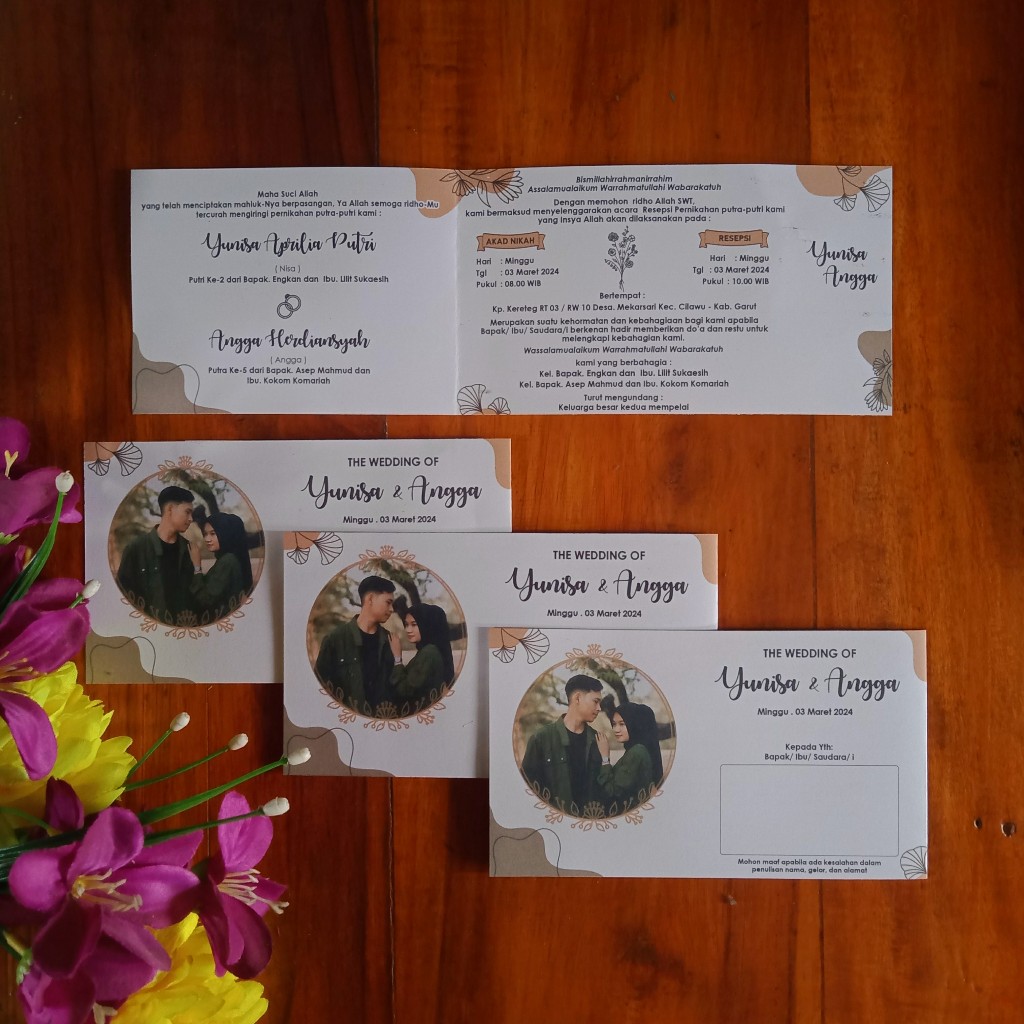 Maha Suci Allah
yang telah menciptakan mahluk-Nya berpasangan, Ya Allah semoga ridho-Mu
tercurah mengiringi pernikahan putra-putri kami :
Yunisa Aprilia Putri
( Nisa )
Putri Ke-2 dari Bapak. Engkan dan Ibu. Lilit Sukaesih
Angga Herdiansyah
( Angga )
Putra Ke-5 dari Bapak. Asep Mahmud dan
Ibu. Kokom Komariah
Bismillahirrahmanirrahim
Assalamualaikum Warrahmatullahi Wabarakatuh
Dengan memohon ridho Allah SWT,
kami bermaksud menyelenggarakan acara Resepsi Pernikahan putra-putri kami
yang Insya Allah akan dilaksanakan pada :
AKAD NIKAH
Hari : Minggu
Tgl : 03 Maret 2024
Pukul : 08.00 WIB
RESEPSI
Hari : Minggu
Tgl : 03 Maret 2024
Pukul : 10.00 WIB
Bertempat :
Kp. Kereteg RT 03 / RW 10 Desa. Mekarsari Kec. Cilawu - Kab. Garut
Merupakan suatu kehormatan dan kebahagiaan bagi kami apabila
Bapak/ Ibu/ Saudara/i berkenan hadir memberikan do'a dan restu untuk
melengkapi kebahagian kami.
Wassalamualaikum Warrahmatullahi Wabarakatuh
kami yang berbahagia :
Kel. Bapak. Engkan dan Ibu. Lilit Sukaesih
Kel. Bapak. Asep Mahmud dan Ibu. Kokom Komariah
Turut mengundang :
Keluarga besar kedua mempelai
Yunisa
Angga
THE WEDDING OF
Yunisa & Angga
Minggu . 03 Maret 2024
THE WEDDING OF
Yunisa & Angga
Minggu . 03 Maret 2024
THE WEDDING OF
Yunisa & Angga
Minggu . 03 Maret 2024
Kepada Yth:
Bapak/ Ibu/ Saudara/ i
Mohon maaf apabila ada kesalahan dalam
penulisan nama, gelar, dan alamat